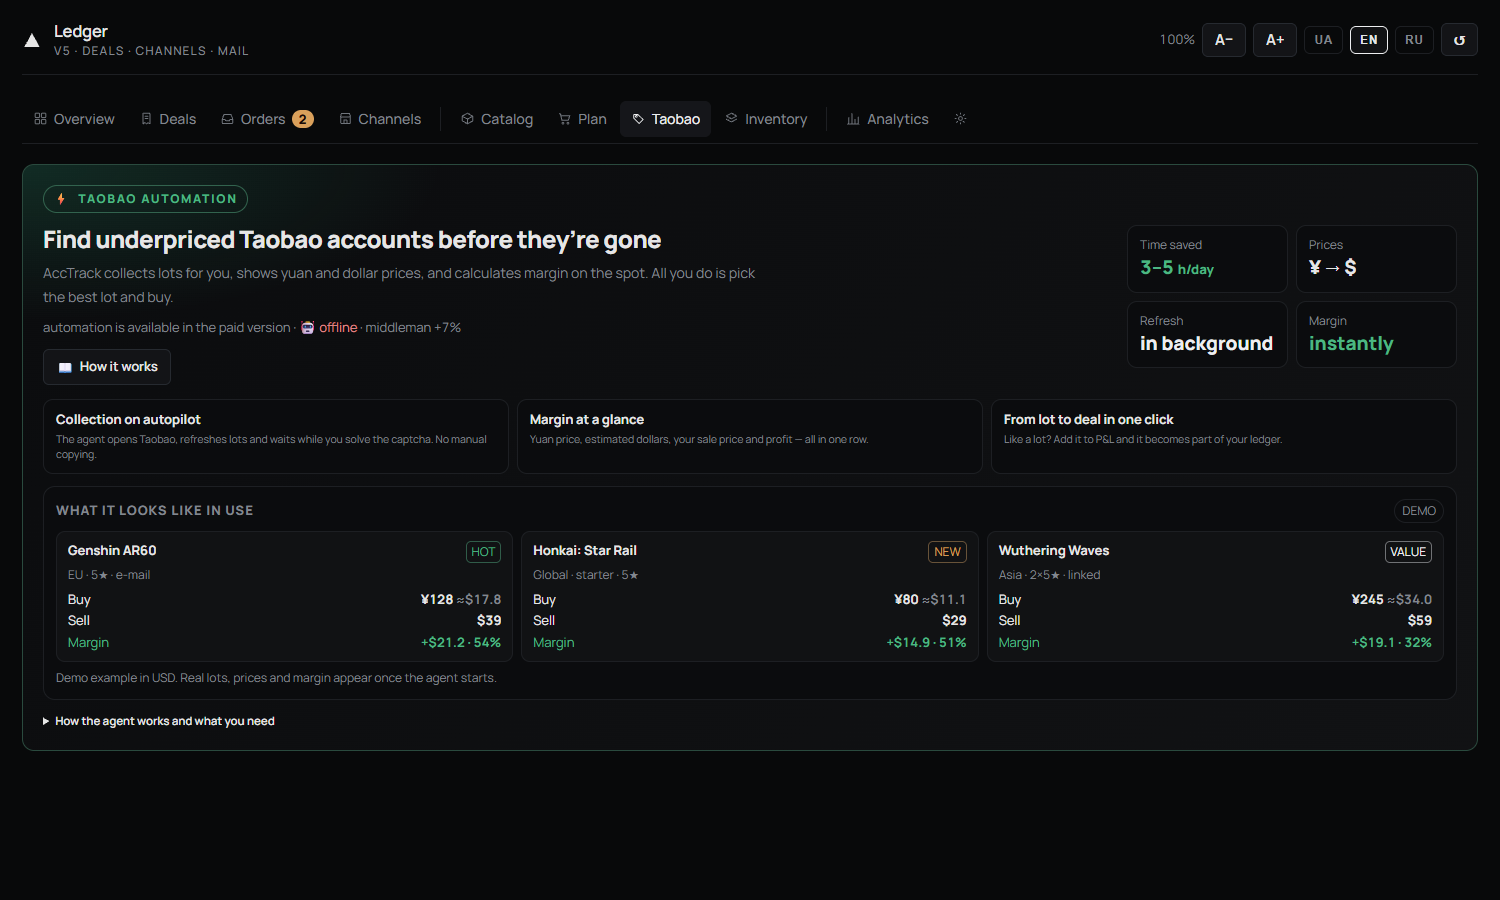 Ledger
V5 · DEALS · CHANNELS · MAIL
100%
A−
A+
UA
EN
RU
Overview
Deals
Orders 2
Channels
Catalog
Plan
Taobao
Inventory
Analytics
TAOBAO AUTOMATION
Find underpriced Taobao accounts before they're gone
AccTrack collects lots for you, shows yuan and dollar prices, and calculates margin on the spot. All you do is pick
the best lot and buy.
automation is available in the paid version · offline · middleman +7%
How it works
Time saved
3–5 h/day
Prices
¥ → $
Refresh
in background
Margin
instantly
Collection on autopilot
The agent opens Taobao, refreshes lots and waits while you solve the captcha. No manual
copying.
Margin at a glance
Yuan price, estimated dollars, your sale price and profit — all in one row.
From lot to deal in one click
Like a lot? Add it to P&L and it becomes part of your ledger.
WHAT IT LOOKS LIKE IN USE
DEMO
Genshin AR60
HOT
EU · 5★ · e-mail
Buy ¥128 ≈$17.8
Sell $39
Margin +$21.2 · 54%
Honkai: Star Rail
NEW
Global · starter · 5★
Buy ¥80 ≈$11.1
Sell $29
Margin +$14.9 · 51%
Wuthering Waves
VALUE
Asia · 2×5★ · linked
Buy ¥245 ≈$34.0
Sell $59
Margin +$19.1 · 32%
Demo example in USD. Real lots, prices and margin appear once the agent starts.
How the agent works and what you need